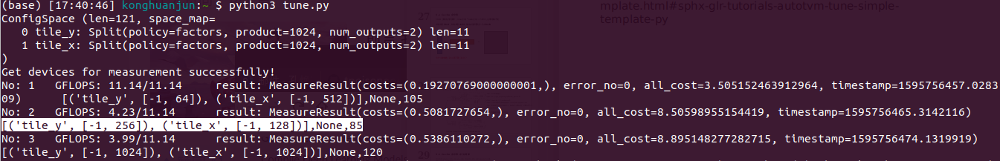 (base) [17:40:46] konghuanjun:~ $ python3 tune.py
ConfigSpace (len=121, space_map=
   0 tile_y: Split(policy=factors, product=1024, num_outputs=2) len=11
   1 tile_x: Split(policy=factors, product=1024, num_outputs=2) len=11
)
Get devices for measurement successfully!
No: 1   GFLOPS: 11.14/11.14     result: MeasureResult(costs=(0.19270769000000001,), error_no=0, all_cost=3.505152463912964, timestamp=1595756457.0283
09)      [('tile_y', [-1, 64]), ('tile_x', [-1, 512])],None,105
No: 2   GFLOPS: 4.23/11.14      result: MeasureResult(costs=(0.5081727654,), error_no=0, all_cost=8.50598955154419, timestamp=1595756465.3142116)
[('tile_y', [-1, 256]), ('tile_x', [-1, 128])],None,85
No: 3   GFLOPS: 3.99/11.14      result: MeasureResult(costs=(0.5386110272,), error_no=0, all_cost=8.895148277282715, timestamp=1595756474.1319919)
[('tile_y', [-1, 1024]), ('tile_x', [-1, 1024])],None,120
mplate.html#sphx-glr-tutorials-autotvm-tune-simple-
template-py
27
29